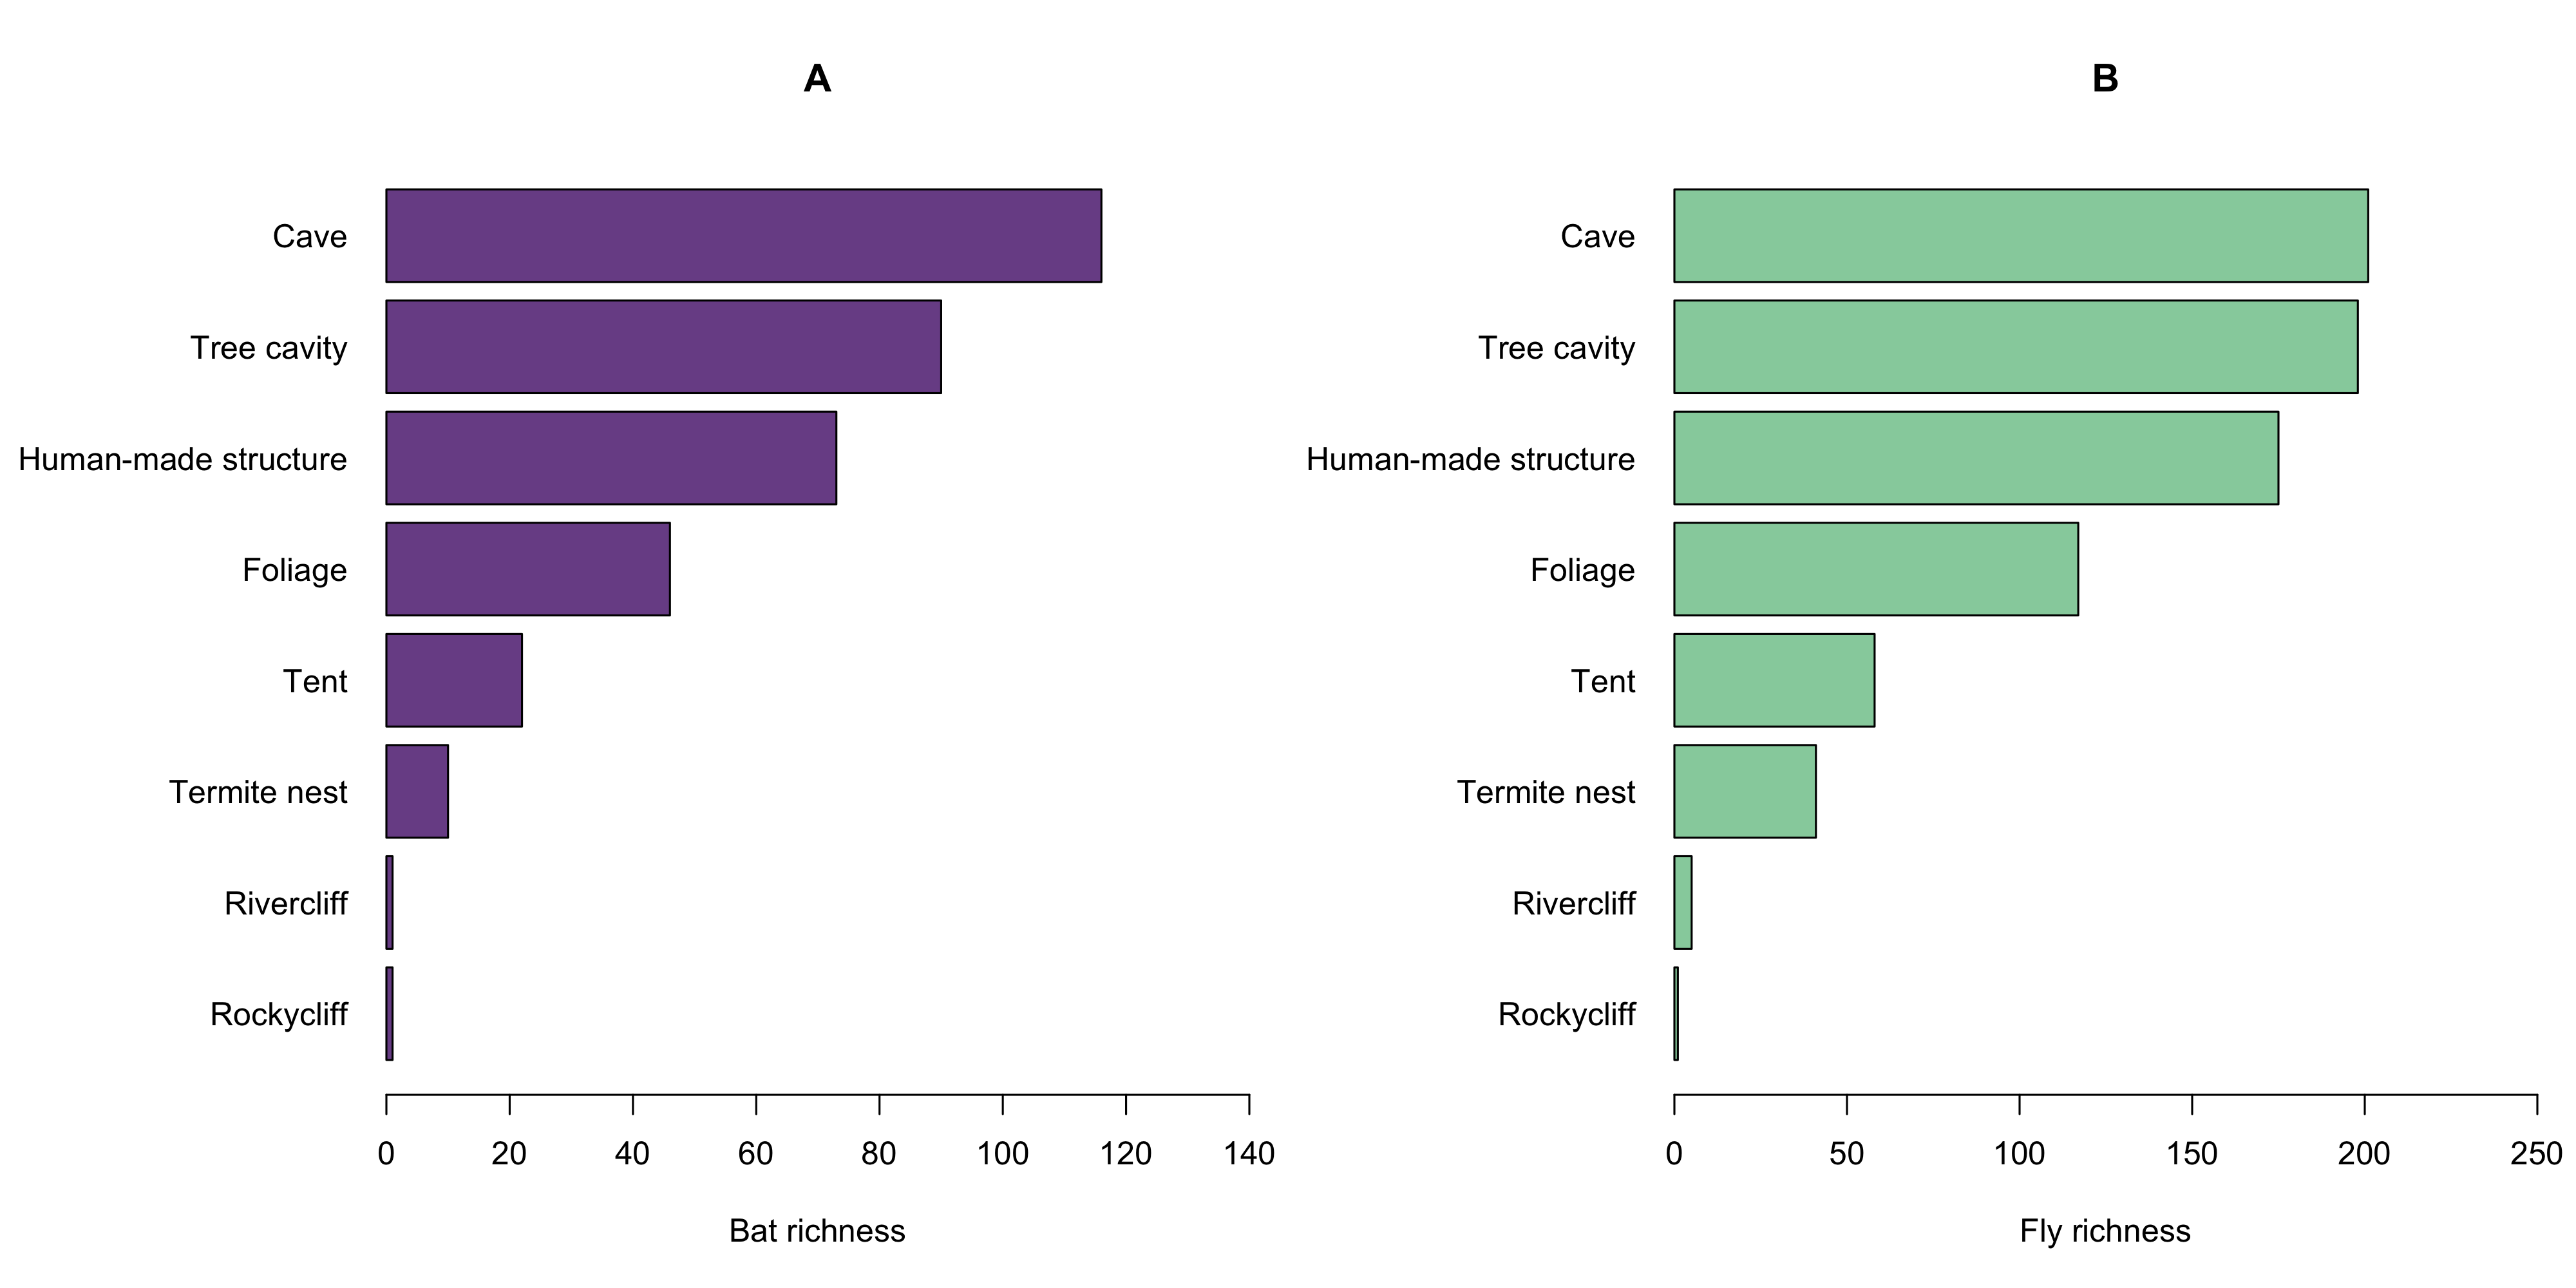 A
Cave
Tree cavity
Human-made structure
Foliage
Tent
Termite nest
Rivercliff
Rockycliff
0 20 40 60 80 100 120 140
Bat richness
B
Cave
Tree cavity
Human-made structure
Foliage
Tent
Termite nest
Rivercliff
Rockycliff
0 50 100 150 200 250
Fly richness